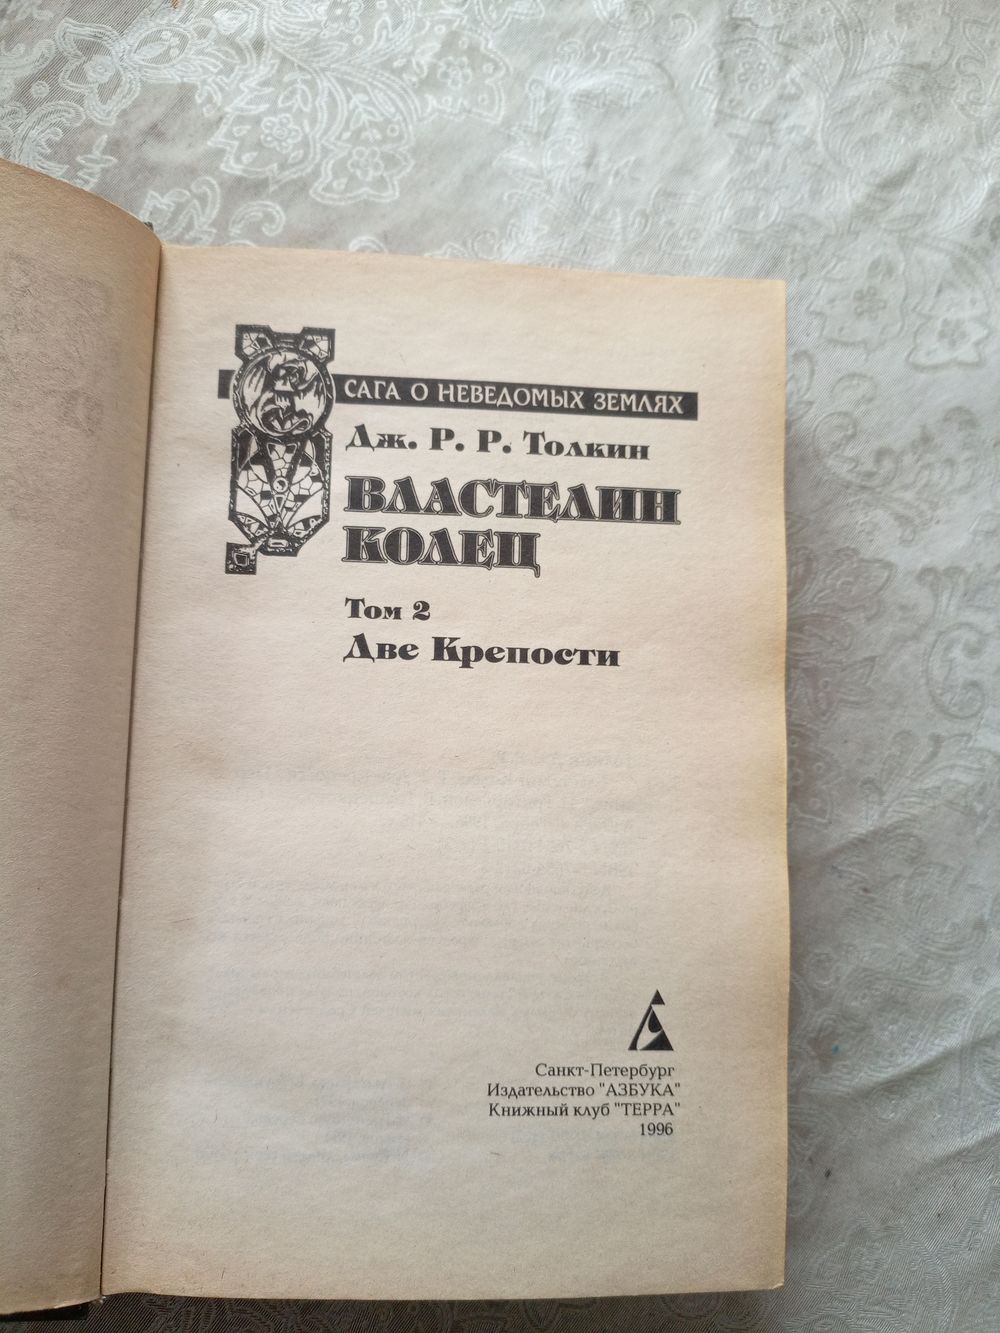 САГА О НЕВЕДОМЫХ ЗЕМЛЯХ
Дж. Р. Р. Толкин
ВЛАСТЕЛИН
КОЛЕЦ
Том 2
Две Крепости
Санкт-Петербург
Издательство "АЗБУКА"
Книжный клуб "ТЕРРА"
1996